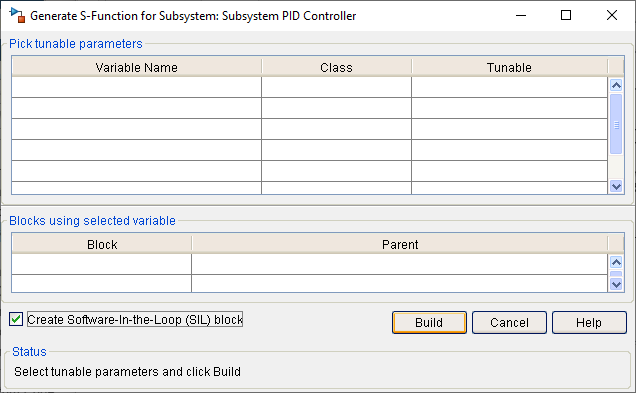 Generate S-Function for Subsystem: Subsystem PID Controller
Pick tunable parameters
Variable Name Class Tunable
Blocks using selected variable
Block Parent
Create Software-In-the-Loop (SIL) block Build Cancel Help
Status
Select tunable parameters and click Build